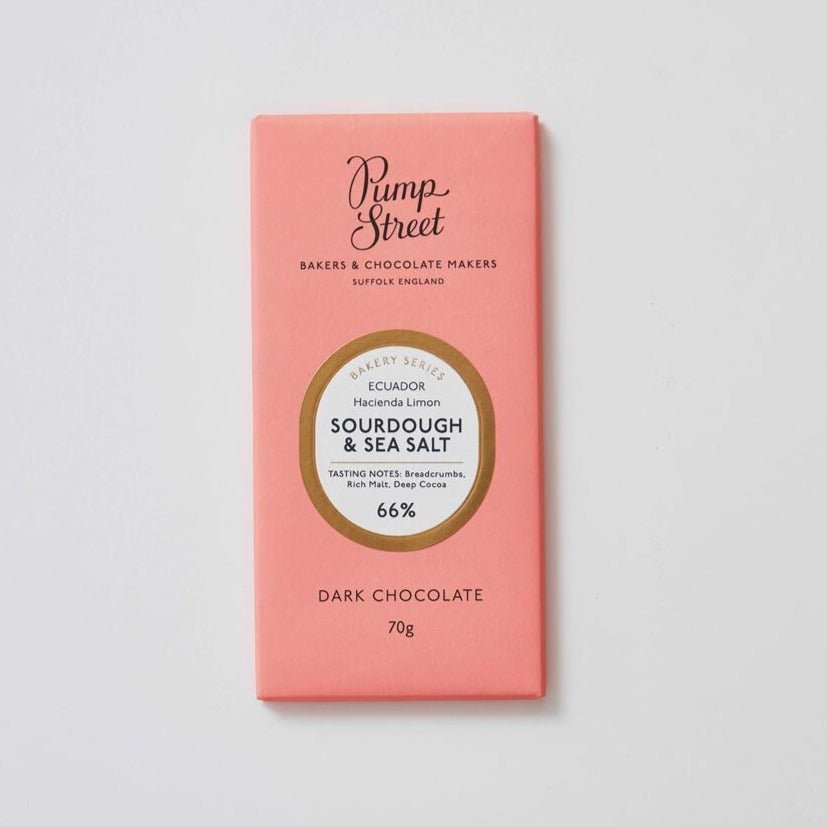 Pump
Street
BAKERS & CHOCOLATE MAKERS
SUFFOLK ENGLAND
BAKERY SERIES
ECUADOR
Hacienda Limon
SOURDOUGH
& SEA SALT
TASTING NOTES: Breadcrumbs,
Rich Malt, Deep Cocoa
66%
DARK CHOCOLATE
70g